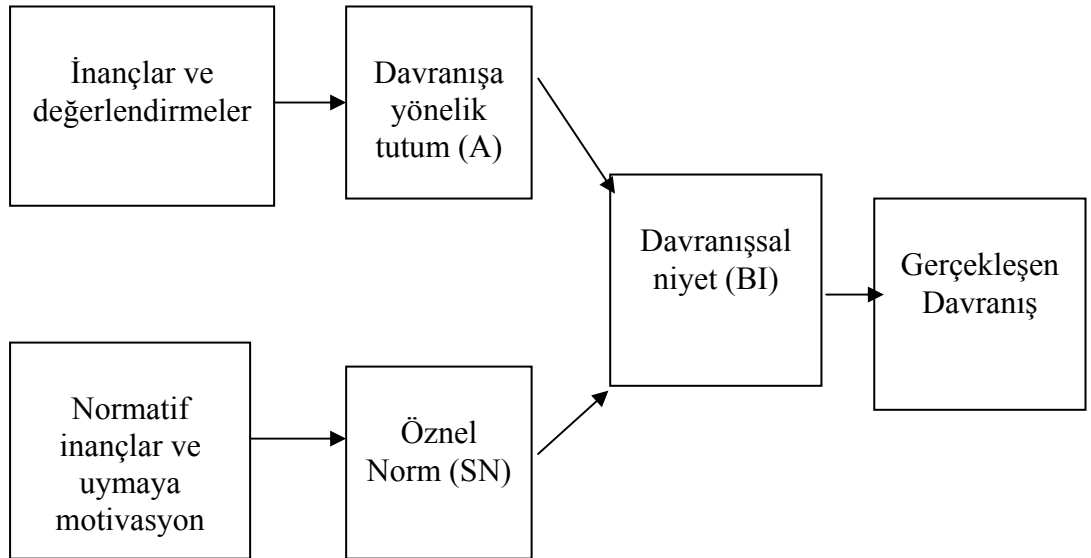 İnançlar ve
değerlendirmeler
Davranışa
yönelik
tutum (A)
Davranışsal
niyet (BI)
Gerçekleşen
Davranış
Normatif
inançlar ve
uymaya
motivasyon
Öznel
Norm (SN)